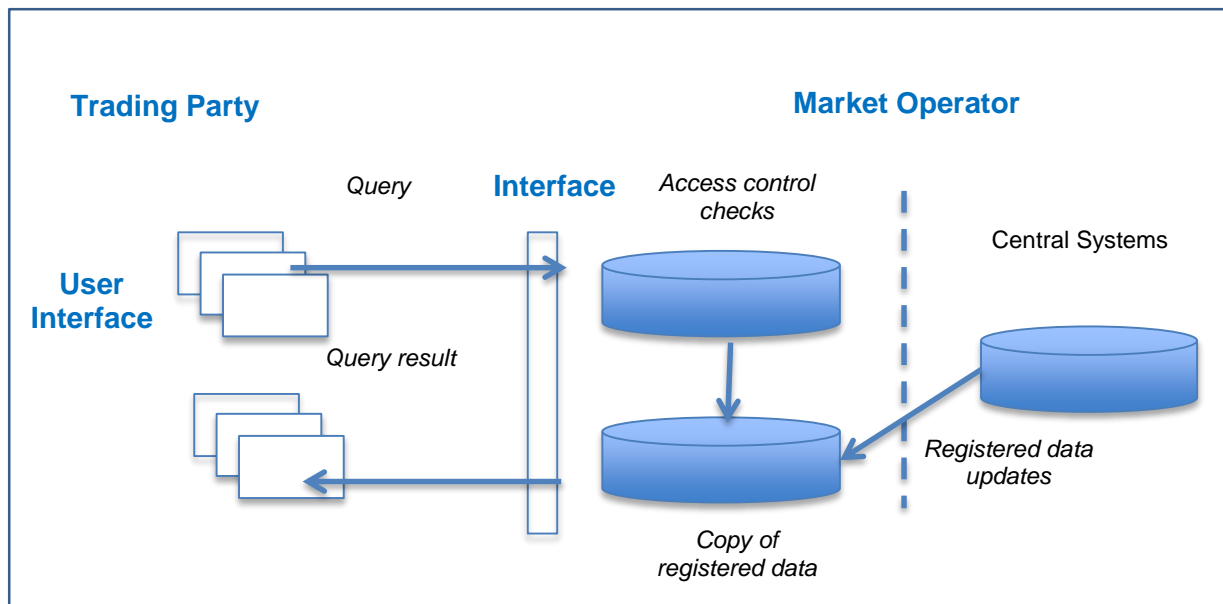 Trading Party
Market Operator
Query
Interface
Access control
checks
Central Systems
User
Interface
Query result
Registered data
updates
Copy of
registered data